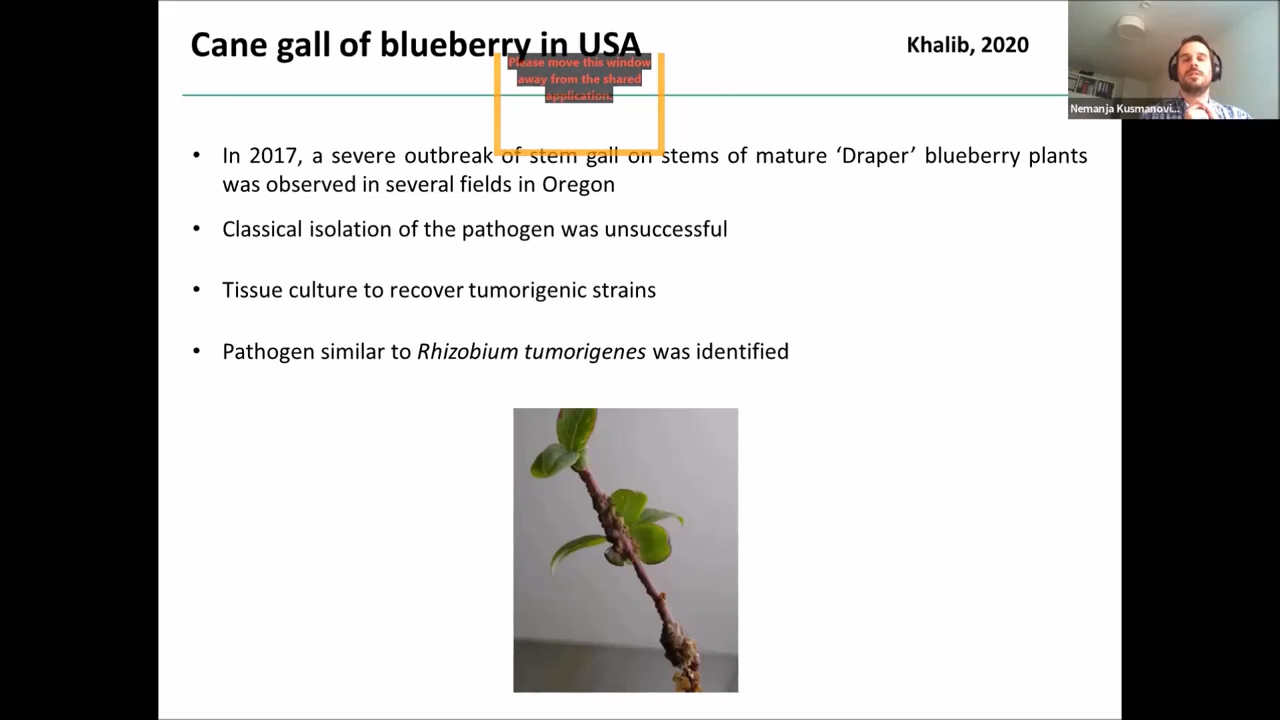 Cane gall of blueberry in USA
Khalib, 2020
Please move this window
away from the shared
application.
Nemanja Kusmanovi...
• In 2017, a severe outbreak of stem gall on stems of mature ‘Draper’ blueberry plants
was observed in several fields in Oregon
• Classical isolation of the pathogen was unsuccessful
• Tissue culture to recover tumorigenic strains
• Pathogen similar to Rhizobium tumorigenes was identified